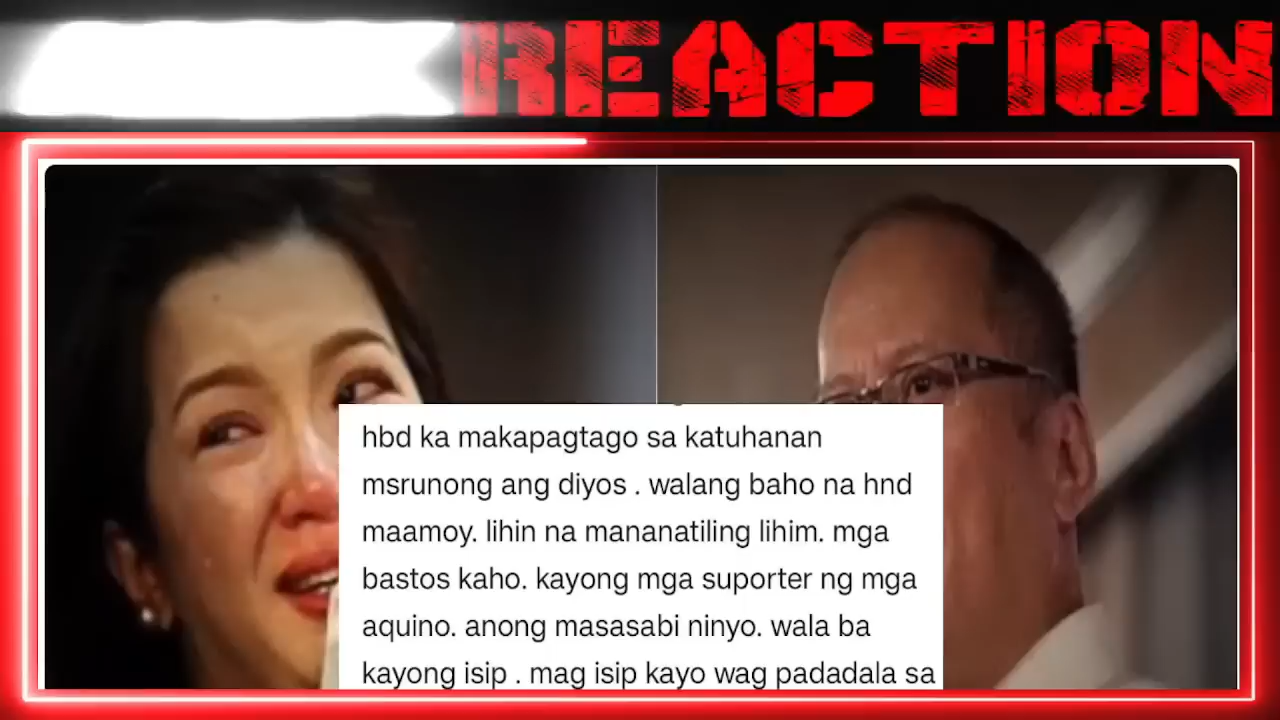 REACTION
hbd ka makapagtago sa katuhanan
msrunong ang diyos . walang baho na hnd
maamoy. lihin na mananatiling lihim. mga
bastos kaho. kayong mga suporter ng mga
aquino. anong masasabi ninyo. wala ba
kayong isip . mag isip kayo wag padadala sa